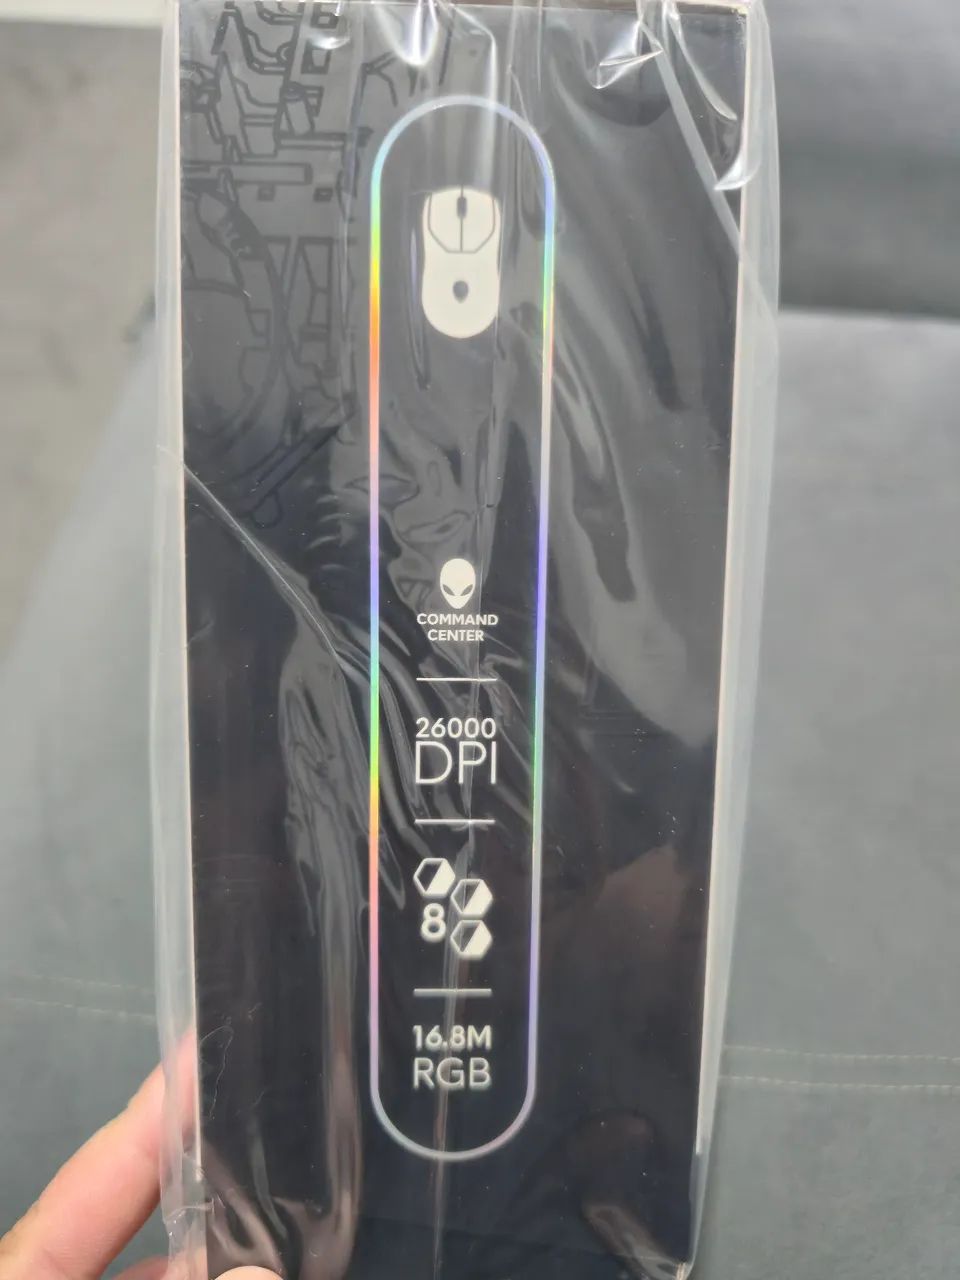 COMMAND
CENTER
26000
DPI
8
16.8M
RGB